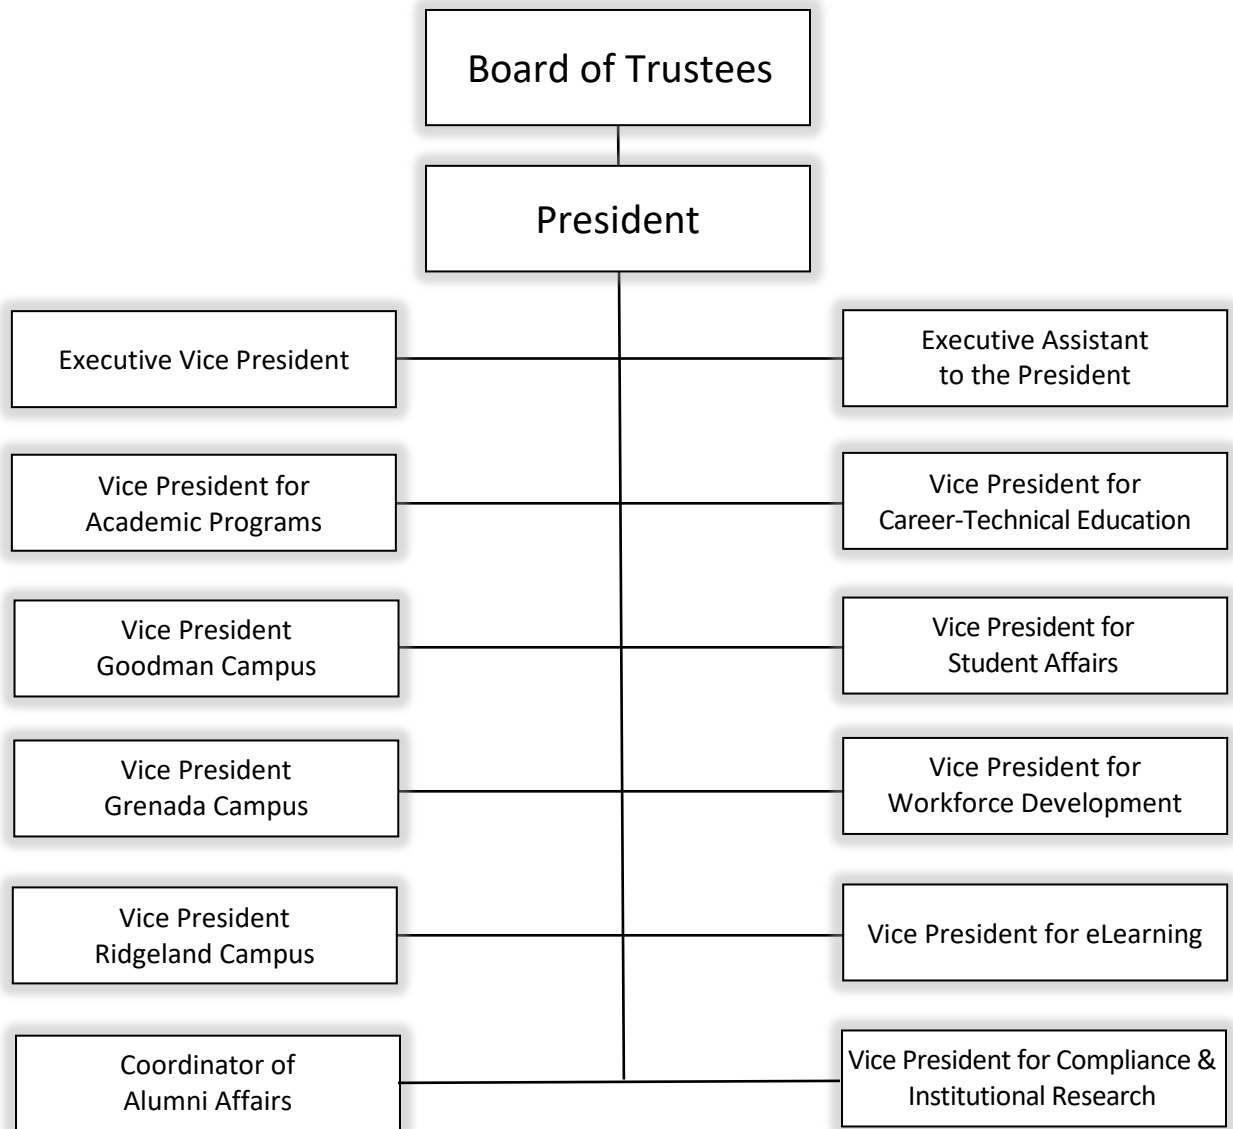 Board of Trustees
President
Executive Vice President
Executive Assistant
to the President
Vice President for
Academic Programs
Vice President for
Career-Technical Education
Vice President
Goodman Campus
Vice President for
Student Affairs
Vice President
Grenada Campus
Vice President for
Workforce Development
Vice President
Ridgeland Campus
Vice President for eLearning
Coordinator of
Alumni Affairs
Vice President for Compliance &
Institutional Research